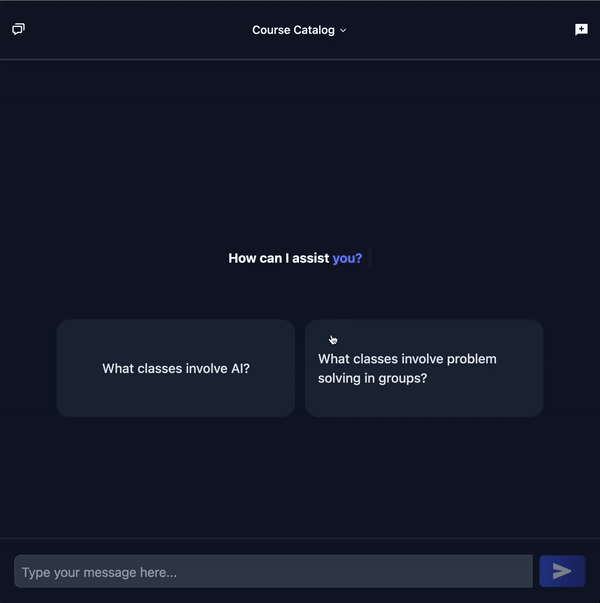 Course Catalog
How can I assist you?
What classes involve AI?
What classes involve problem
solving in groups?
Type your message here...